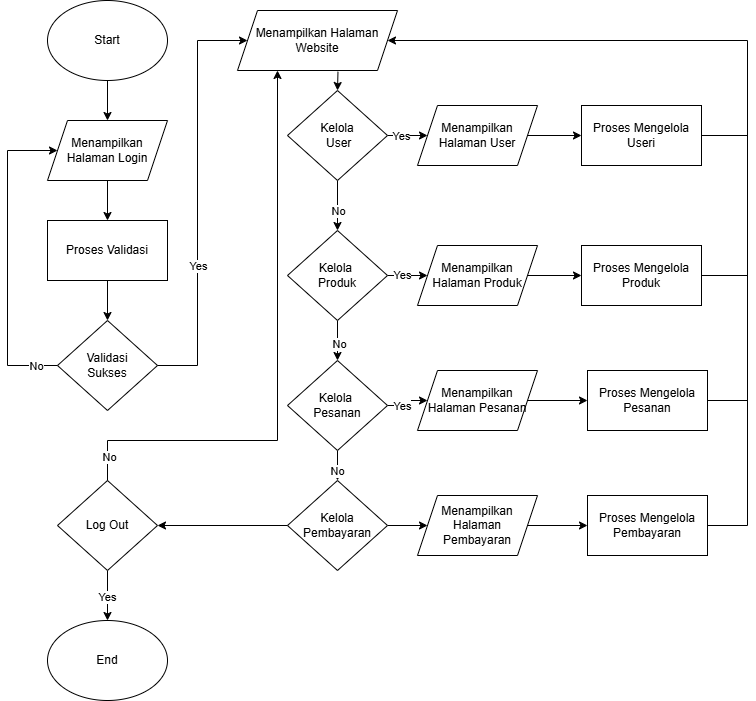 Start
Menampilkan
Halaman Login
Proses Validasi
Validasi
Sukses
No
Yes
Menampilkan Halaman
Website
Kelola
User
Yes
Menampilkan
Halaman User
Proses Mengelola
Useri
No
Kelola
Produk
Yes
Menampilkan
Halaman Produk
Proses Mengelola
Produk
No
Kelola
Pesanan
Yes
Menampilkan
Halaman Pesanan
Proses Mengelola
Pesanan
No
Kelola
Pembayaran
Menampilkan
Halaman
Pembayaran
Proses Mengelola
Pembayaran
No
Log Out
Yes
End